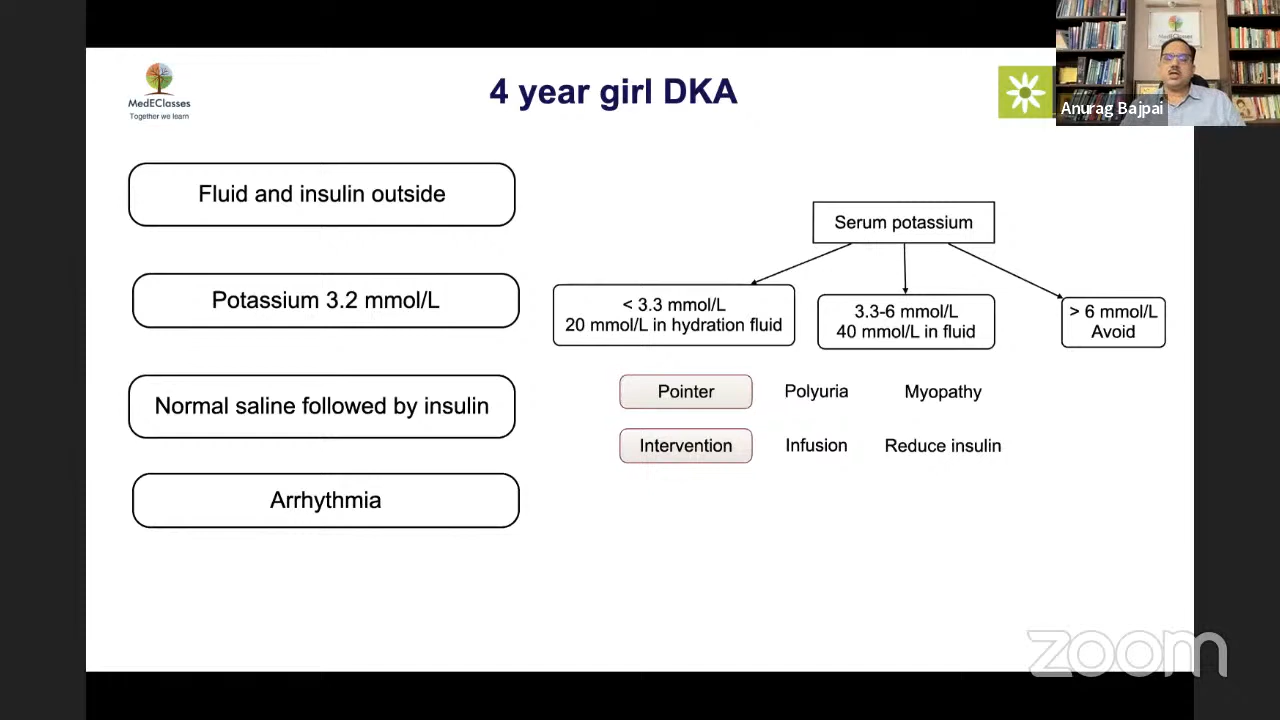 MedEClasses
Together we learn
4 year girl DKA
MedEClasses
Anurag Bajpai
Fluid and insulin outside
Potassium 3.2 mmol/L
Normal saline followed by insulin
Arrhythmia
Serum potassium
< 3.3 mmol/L
20 mmol/L in hydration fluid
3.3-6 mmol/L
40 mmol/L in fluid
> 6 mmol/L
Avoid
Pointer
Polyuria
Myopathy
Intervention
Infusion
Reduce insulin
zoom